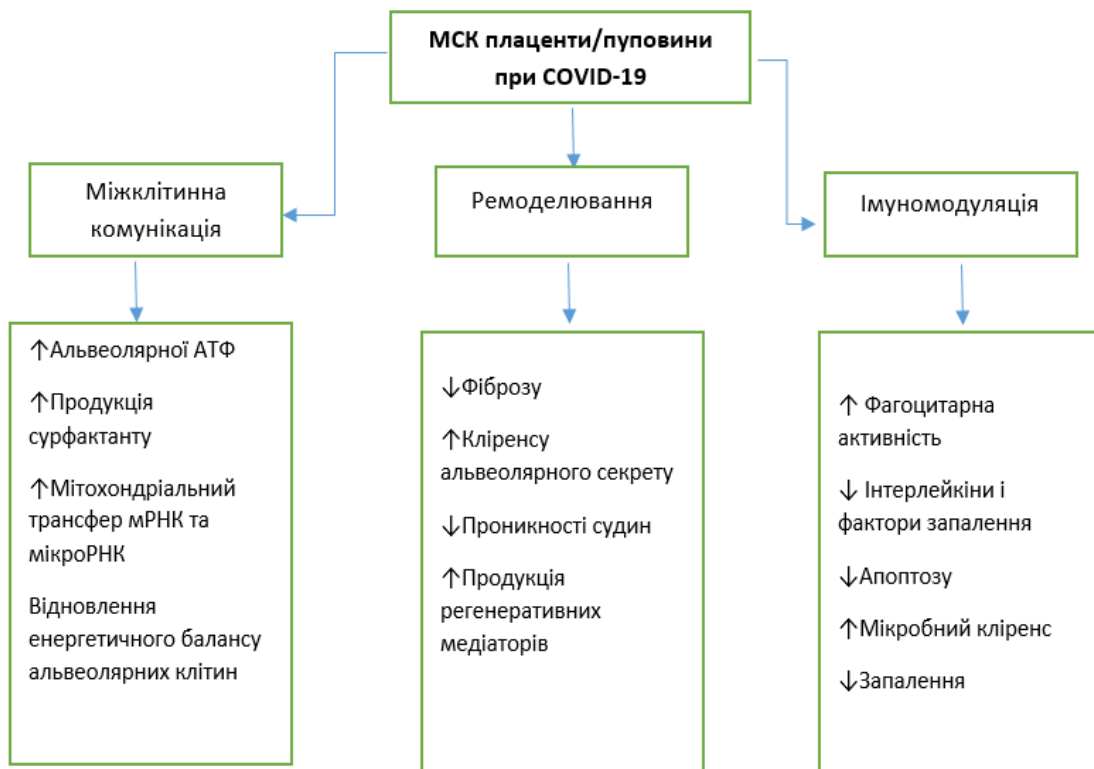 МСК плаценти/пуповини
при COVID-19
Міжклітинна
комунікація
Ремоделювання
Імуномодуляція
↑Альвеолярної АТФ
↑Продукція
сурфактанту
↑Мітохондріальний
трансфер мРНК та
мікроРНК
Відновлення
енергетичного балансу
альвеолярних клітин
↓Фіброзу
↑Кліренсу
альвеолярного секрету
↓Проникності судин
↑Продукція
регенеративних
медіаторів
↑ Фагоцитарна
активність
↓ Інтерлейкіни і
фактори запалення
↓Апоптозу
↑Мікробний кліренс
↓Запалення